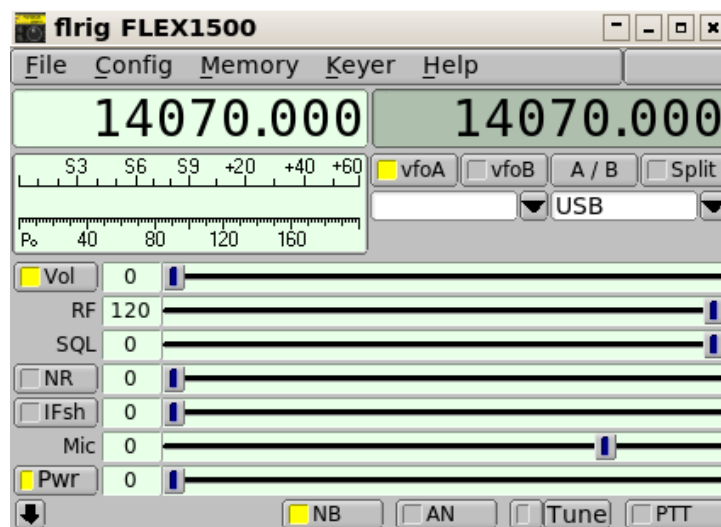 flrig FLEX1500
File Config Memory Keyer Help
14070.000 14070.000
S3 S6 S9 +20 +40 +60
vfoA vfoB A / B Split
USB
Po 40 80 120 160
Vol 0
RF 120
SQL 0
NR 0
IFsh 0
Mic 0
Pwr 0
NB AN Tune PTT